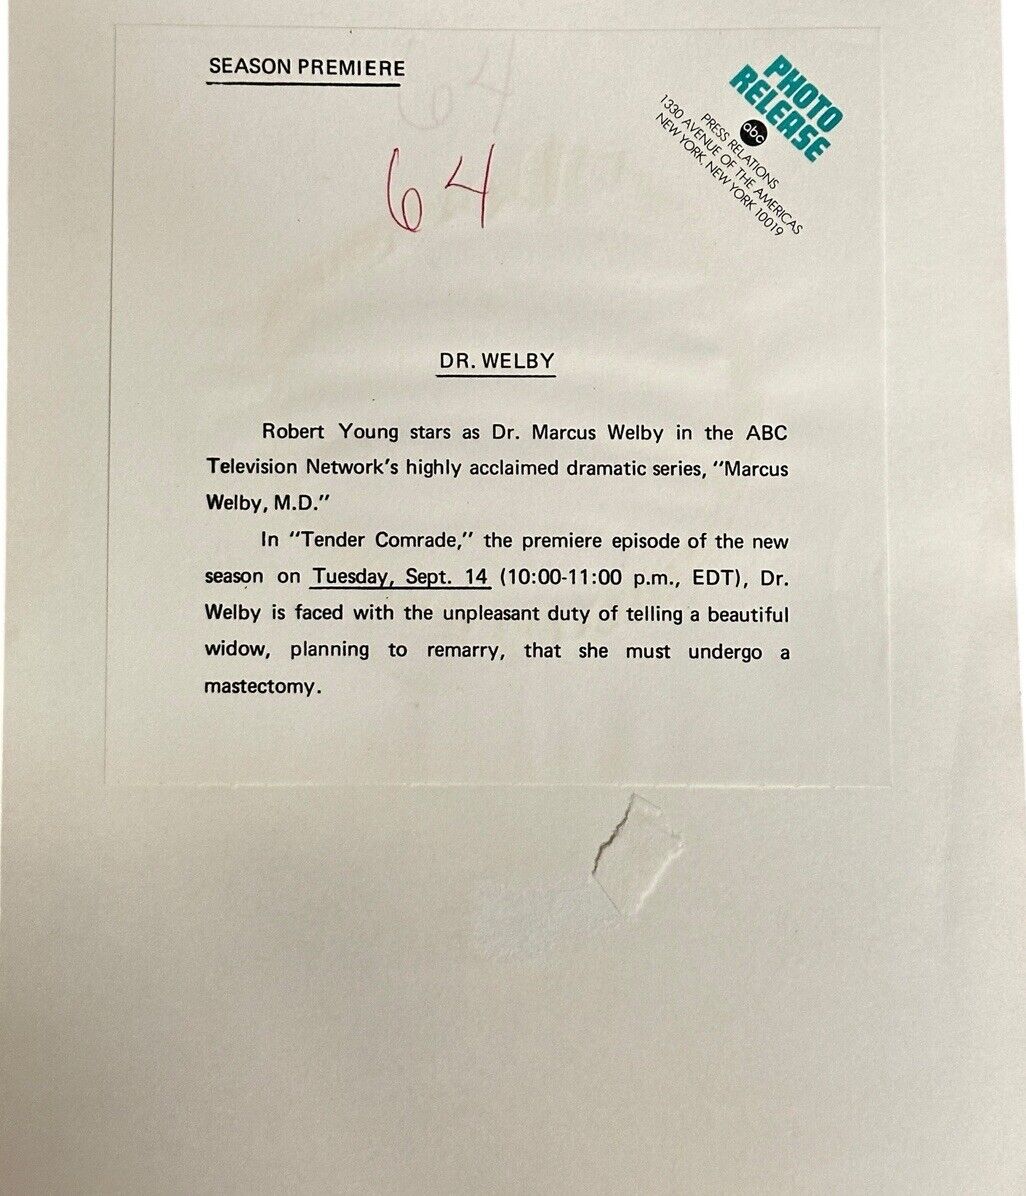 SEASON PREMIERE
PHOTO
RELEASE
abc
PRESS RELATIONS
1330 AVENUE OF THE AMERICAS
NEW YORK, NEW YORK 10019
64
64
DR. WELBY
Robert Young stars as Dr. Marcus Welby in the ABC
Television Network's highly acclaimed dramatic series, "Marcus
Welby, M.D."
In "Tender Comrade," the premiere episode of the new
season on Tuesday, Sept. 14 (10:00-11:00 p.m., EDT), Dr.
Welby is faced with the unpleasant duty of telling a beautiful
widow, planning to remarry, that she must undergo a
mastectomy.